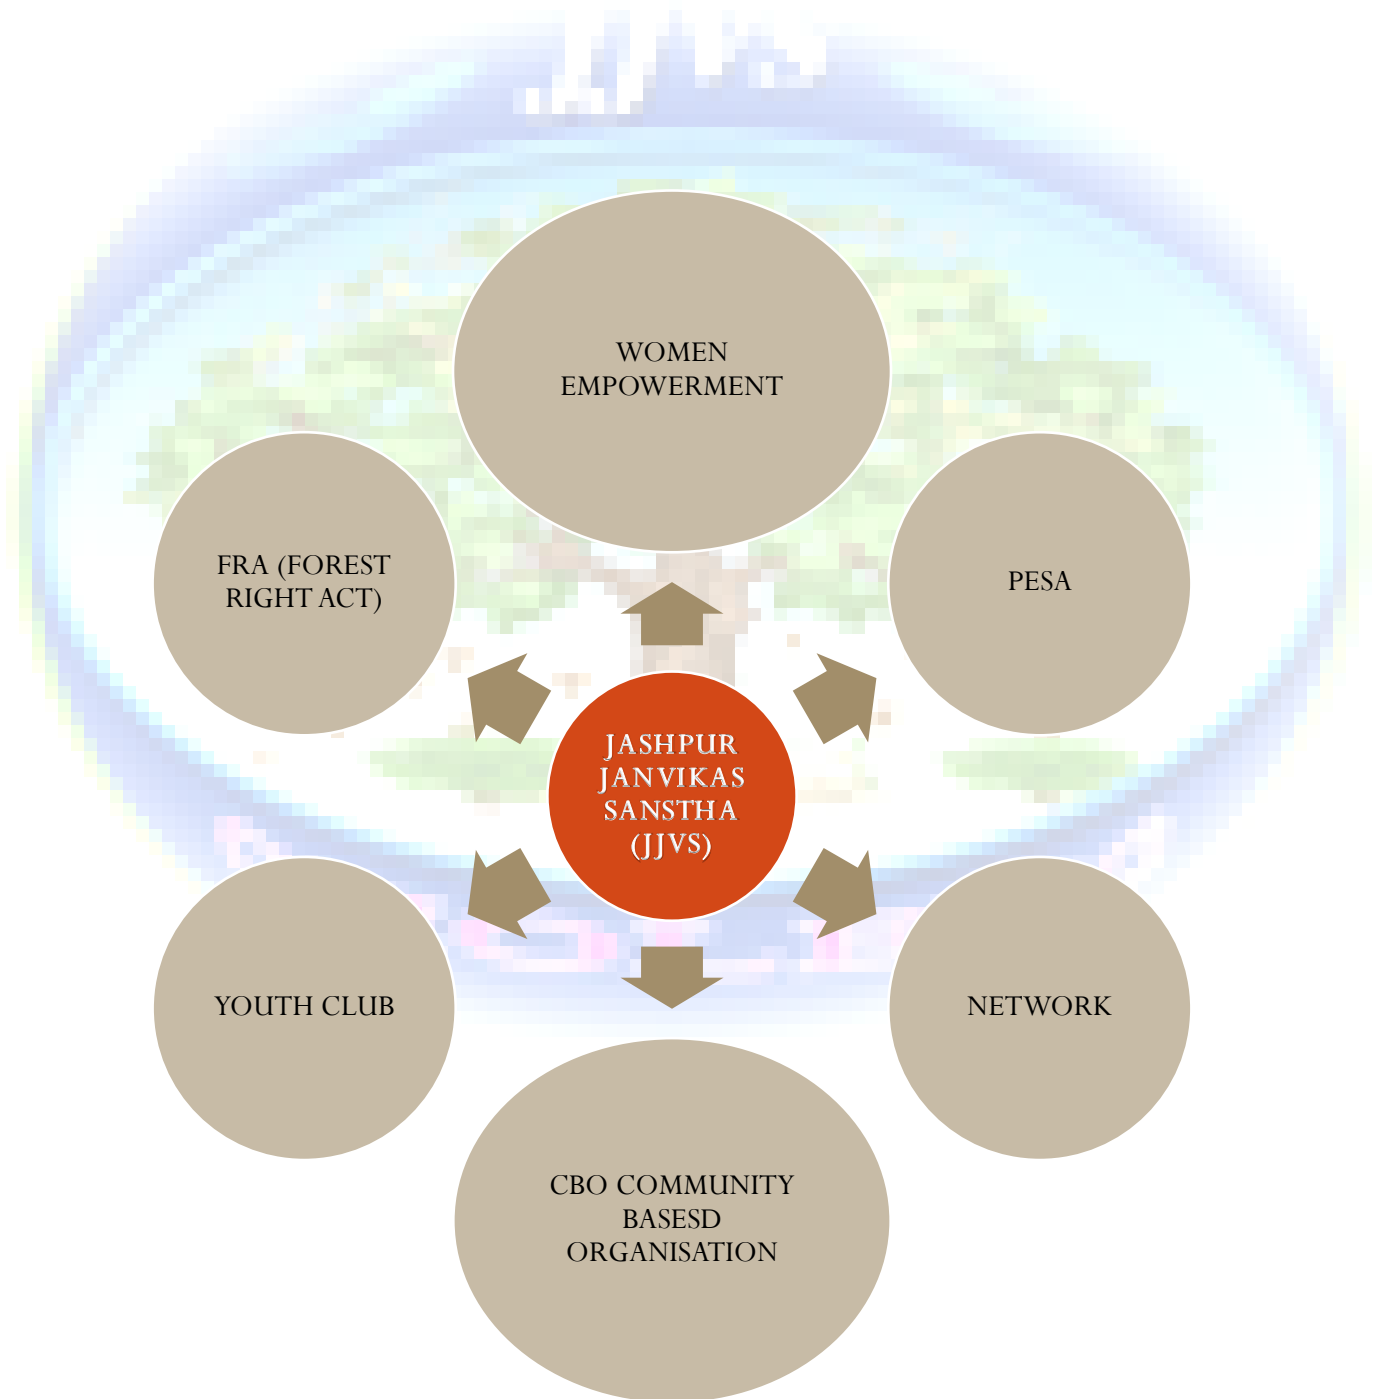 WOMEN
EMPOWERMENT
FRA (FOREST
RIGHT ACT)
PESA
JASHPUR
JANVIKAS
SANSTHA
(JJVS)
YOUTH CLUB
NETWORK
CBO COMMUNITY
BASESD
ORGANISATION